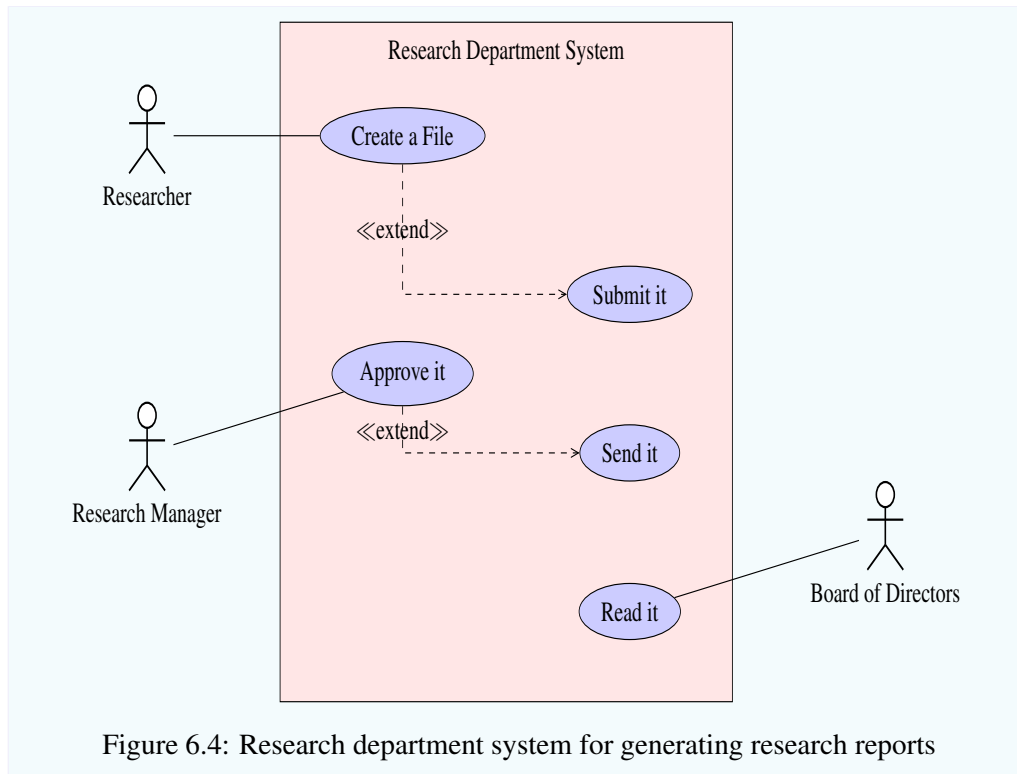 Research Department System
Create a File
Researcher
≪extend≫
Submit it
Approve it
≪extend≫
Send it
Research Manager
Board of Directors
Read it
Figure 6.4: Research department system for generating research reports